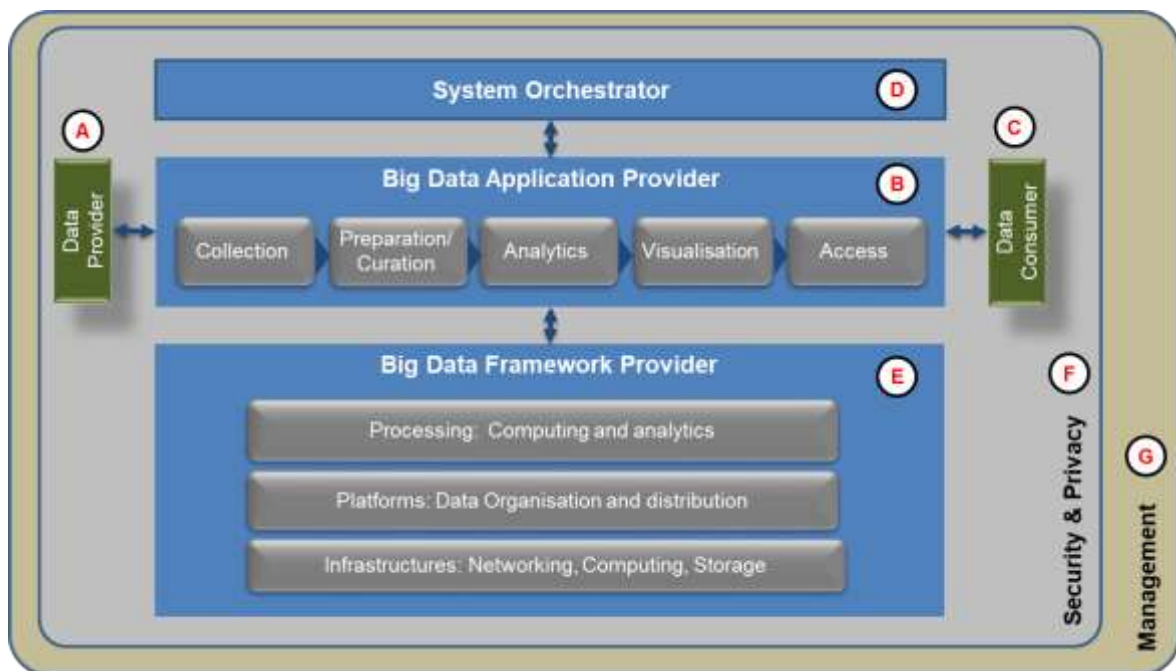 System Orchestrator
D
A
Data
Provider
Big Data Application Provider
B
Collection
Preparation/
Curation
Analytics
Visualisation
Access
C
Data
Consumer
Big Data Framework Provider
E
Processing: Computing and analytics
Platforms: Data Organisation and distribution
Infrastructures: Networking, Computing, Storage
F
Security & Privacy
G
Management